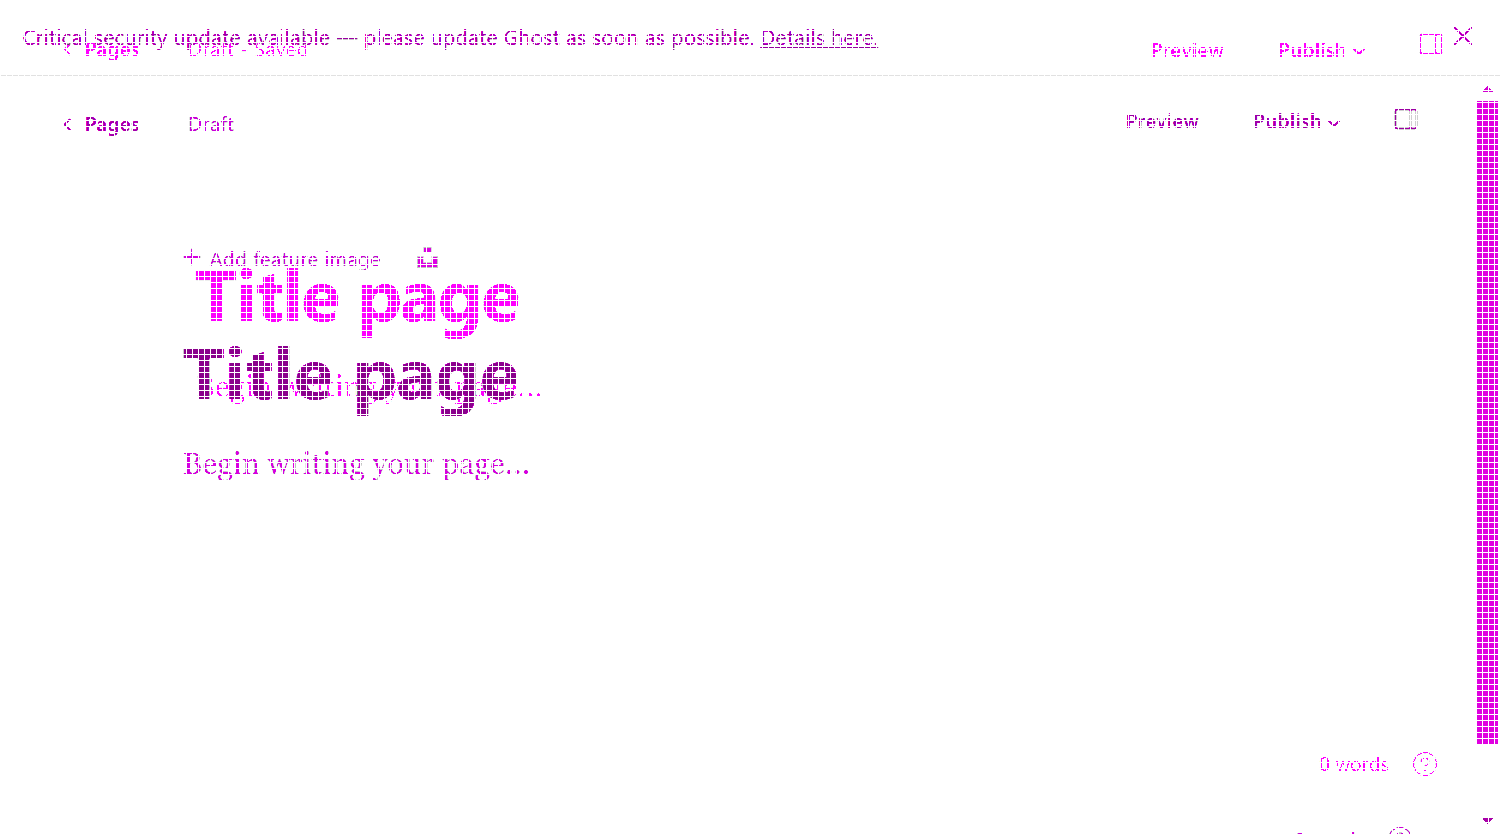 Critical security update available — please update Ghost as soon as possible. Details here.
Pages Draft - Saved Preview Publish
Pages Draft Preview Publish
Add feature image
Title page
Title page
Begin writing your page...
Begin writing your page...
0 words ?